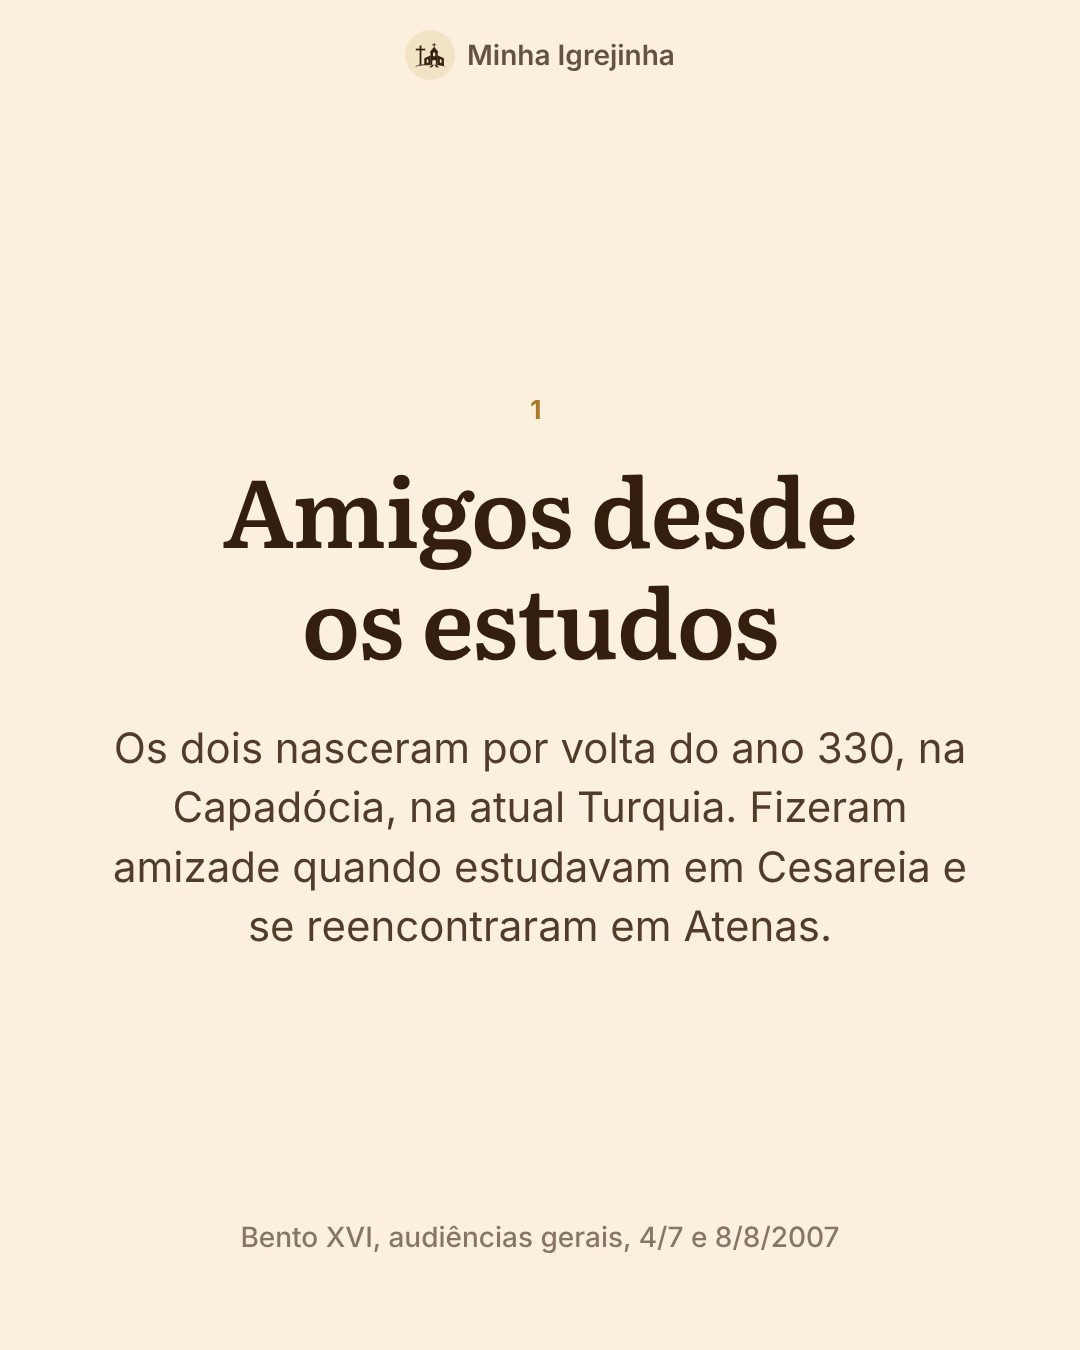 Minha Igrejinha
1
Amigos desde
os estudos
Os dois nasceram por volta do ano 330, na
Capadócia, na atual Turquia. Fizeram
amizade quando estudavam em Cesareia e
se reencontraram em Atenas.
Bento XVI, audiências gerais, 4/7 e 8/8/2007